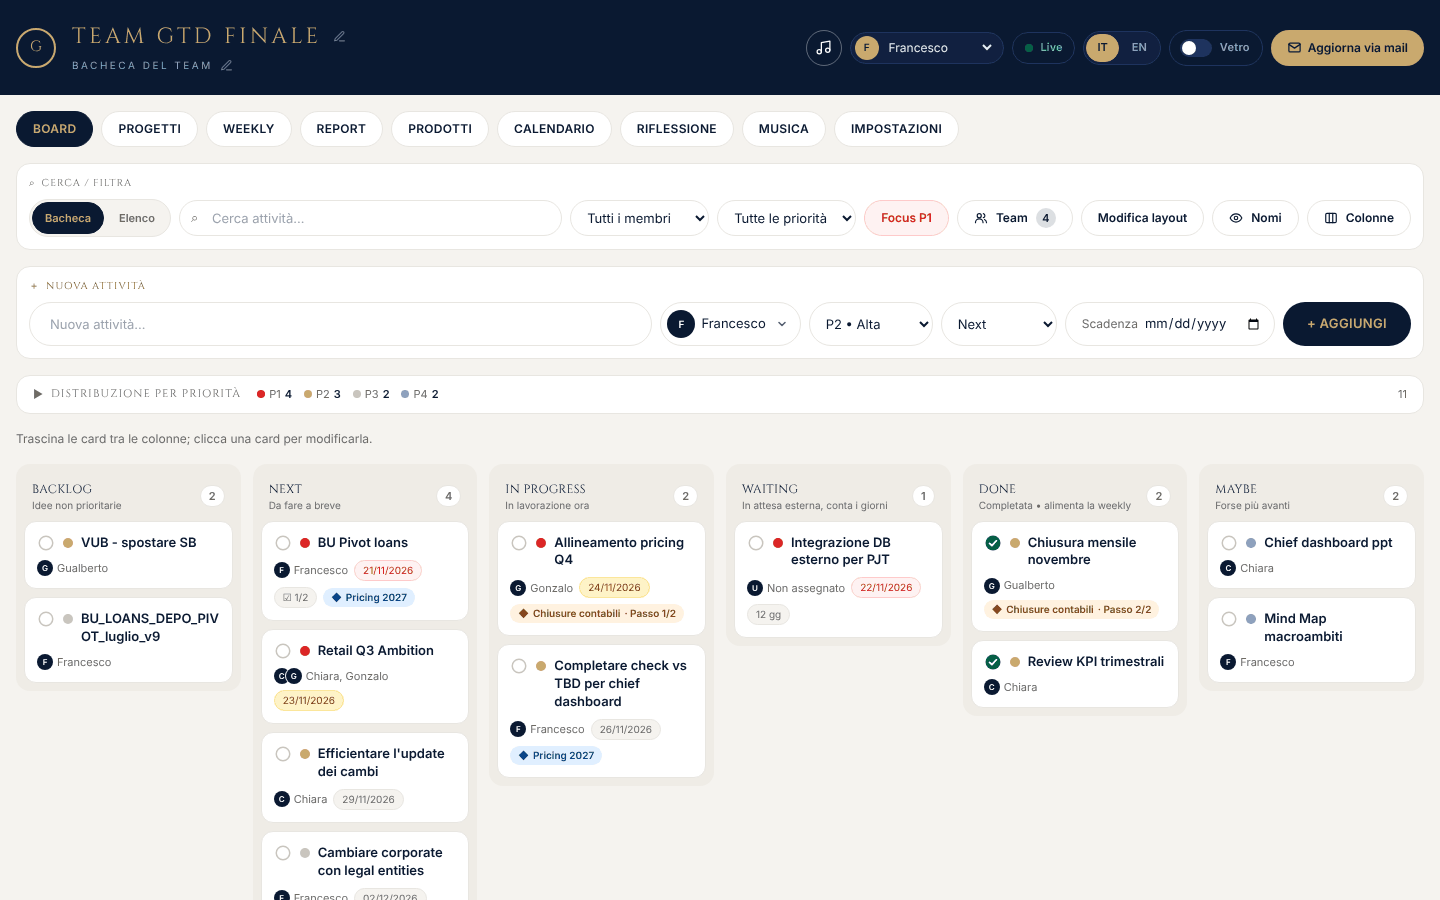 G
TEAM GTD FINALE
BACHECA DEL TEAM
F Francesco
Live
IT EN
Vetro
Aggiorna via mail
BOARD PROGETTI WEEKLY REPORT PRODOTTI CALENDARIO RIFLESSIONE MUSICA IMPOSTAZIONI
CERCA / FILTRA
Bacheca Elenco
Cerca attività...
Tutti i membri
Tutte le priorità
Focus P1
Team 4
Modifica layout
Nomi
Colonne
+ NUOVA ATTIVITÀ
Nuova attività...
F Francesco
P2 • Alta
Next
Scadenza mm/dd/yyyy
+ AGGIUNGI
▶ DISTRIBUZIONE PER PRIORITÀ P1 4 P2 3 P3 2 P4 2 11
Trascina le card tra le colonne; clicca una card per modificarla.
BACKLOG 2
Idee non prioritarie
VUB - spostare SB
G Gualberto
BU_LOANS_DEPO_PIV
OT_luglio_v9
F Francesco
NEXT 4
Da fare a breve
BU Pivot loans
F Francesco 21/11/2026
☑ 1/2 ◆ Pricing 2027
Retail Q3 Ambition
C G Chiara, Gonzalo
23/11/2026
Efficientare l'update
dei cambi
C Chiara 29/11/2026
Cambiare corporate
con legal entities
F Francesco 02/12/2026
IN PROGRESS 2
In lavorazione ora
Allineamento pricing
Q4
G Gonzalo 24/11/2026
◆ Chiusure contabili · Passo 1/2
Completare check vs
TBD per chief
dashboard
F Francesco 26/11/2026
◆ Pricing 2027
WAITING 1
In attesa esterna, conta i giorni
Integrazione DB
esterno per PJT
U Non assegnato 22/11/2026
12 gg
DONE 2
Completata • alimenta la weekly
Chiusura mensile
novembre
G Gualberto
◆ Chiusure contabili · Passo 2/2
Review KPI trimestrali
C Chiara
MAYBE 2
Forse più avanti
Chief dashboard ppt
C Chiara
Mind Map
macroambiti
F Francesco